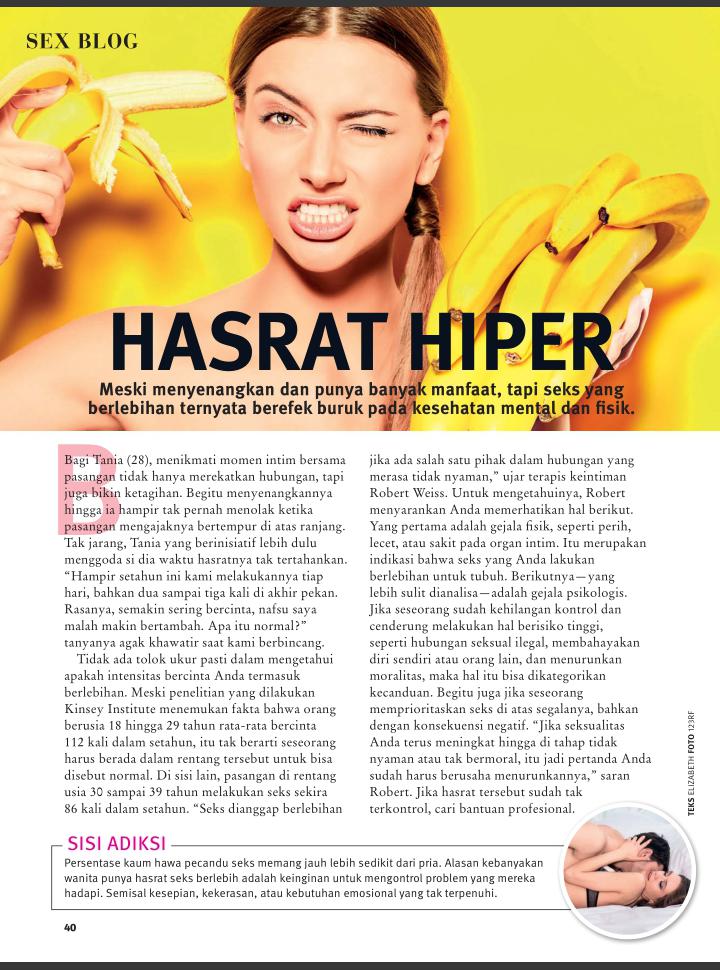 SEX BLOG
HASRAT HIPER
Meski menyenangkan dan punya banyak manfaat, tapi seks yang
berlebihan ternyata berefek buruk pada kesehatan mental dan fisik.
Bagi Tania (28), menikmati momen intim bersama
pasangan tidak hanya merekatkan hubungan, tapi
juga bikin ketagihan. Begitu menyenangkannya
hingga ia hampir tak pernah menolak ketika
pasangan mengajaknya bertempur di atas ranjang.
Tak jarang, Tania yang berinisiatif lebih dulu
menggoda si dia waktu hasratnya tak tertahankan.
“Hampir setahun ini kami melakukannya tiap
hari, bahkan dua sampai tiga kali di akhir pekan.
Rasanya, semakin sering bercinta, nafsu saya
malah makin bertambah. Apa itu normal?”
tanyanya agak khawatir saat kami berbincang.
Tidak ada tolok ukur pasti dalam mengetahui
apakah intensitas bercinta Anda termasuk
berlebihan. Meski penelitian yang dilakukan
Kinsey Institute menemukan fakta bahwa orang
berusia 18 hingga 29 tahun rata-rata bercinta
112 kali dalam setahun, itu tak berarti seseorang
harus berada dalam rentang tersebut untuk bisa
disebut normal. Di sisi lain, pasangan di rentang
usia 30 sampai 39 tahun melakukan seks sekira
86 kali dalam setahun. “Seks dianggap berlebihan
jika ada salah satu pihak dalam hubungan yang
merasa tidak nyaman,” ujar terapis keintiman
Robert Weiss. Untuk mengetahuinya, Robert
menyarankan Anda memerhatikan hal berikut.
Yang pertama adalah gejala fisik, seperti perih,
lecet, atau sakit pada organ intim. Itu merupakan
indikasi bahwa seks yang Anda lakukan
berlebihan untuk tubuh. Berikutnya—yang
lebih sulit dianalisa—adalah gejala psikologis.
Jika seseorang sudah kehilangan kontrol dan
cenderung melakukan hal berisiko tinggi,
seperti hubungan seksual ilegal, membahayakan
diri sendiri atau orang lain, dan menurunkan
moralitas, maka hal itu bisa dikategorikan
kecanduan. Begitu juga jika seseorang
memprioritaskan seks di atas segalanya, bahkan
dengan konsekuensi negatif. “Jika seksualitas
Anda terus meningkat hingga di tahap tidak
nyaman atau tak bermoral, itu jadi pertanda Anda
sudah harus berusaha menurunkannya,” saran
Robert. Jika hasrat tersebut sudah tak
terkontrol, cari bantuan profesional.
TEKS ELIZABETH FOTO 123RF
SISI ADIKSI
Persentase kaum hawa pecandu seks memang jauh lebih sedikit dari pria. Alasan kebanyakan
wanita punya hasrat seks berlebih adalah keinginan untuk mengontrol problem yang mereka
hadapi. Semisal kesepian, kekerasan, atau kebutuhan emosional yang tak terpenuhi.
40